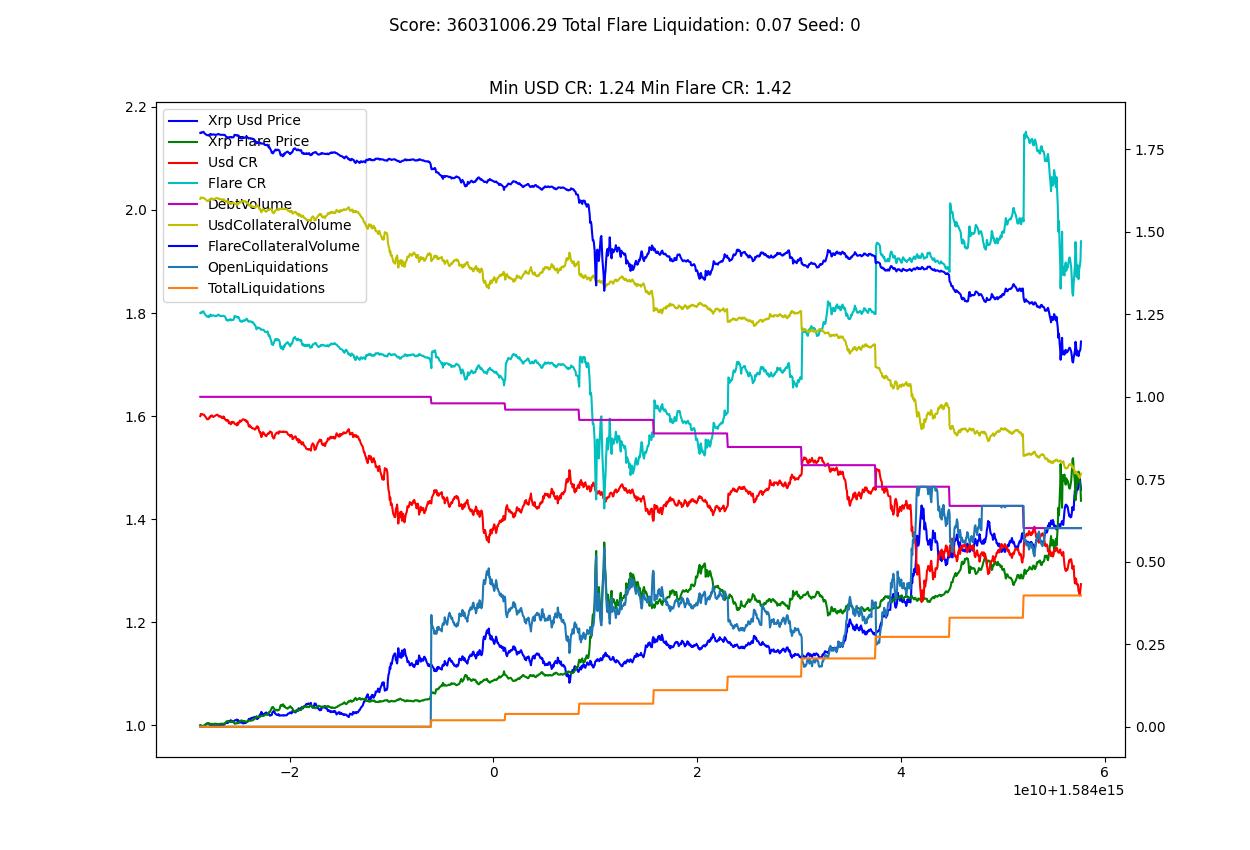 Score: 36031006.29 Total Flare Liquidation: 0.07 Seed: 0
Min USD CR: 1.24 Min Flare CR: 1.42
2.2
2.0
1.8
1.6
1.4
1.2
1.0
Xrp Usd Price
Xrp Flare Price
Usd CR
Flare CR
DebtVolume
UsdCollateralVolume
FlareCollateralVolume
OpenLiquidations
TotalLiquidations
1.75
1.50
1.25
1.00
0.75
0.50
0.25
0.00
−2 0 2 4 6
1e10+1.584e15